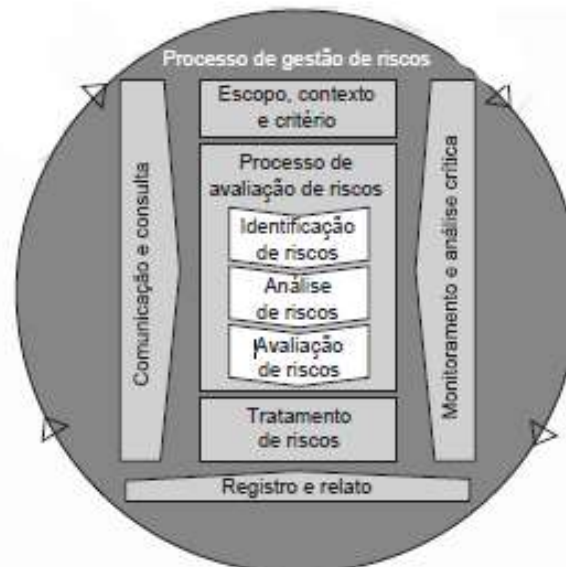 Processo de gestão de riscos
Escopo, contexto
e critério
Processo de
avaliação de riscos
Identificação
de riscos
Análise
de riscos
Avaliação
de riscos
Tratamento
de riscos
Comunicação e consulta
Monitoramento e análise crítica
Registro e relato